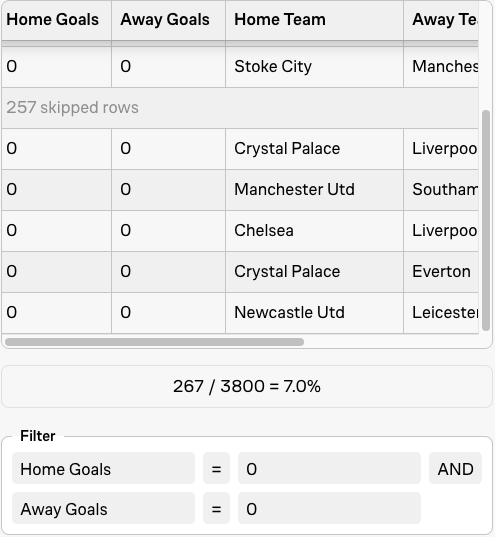 Home Goals Away Goals Home Team Away Te
0 0 Stoke City Manches
257 skipped rows
0 0 Crystal Palace Liverpoo
0 0 Manchester Utd Southam
0 0 Chelsea Liverpoo
0 0 Crystal Palace Everton
0 0 Newcastle Utd Leicester
267 / 3800 = 7.0%
Filter
Home Goals = 0 AND
Away Goals = 0